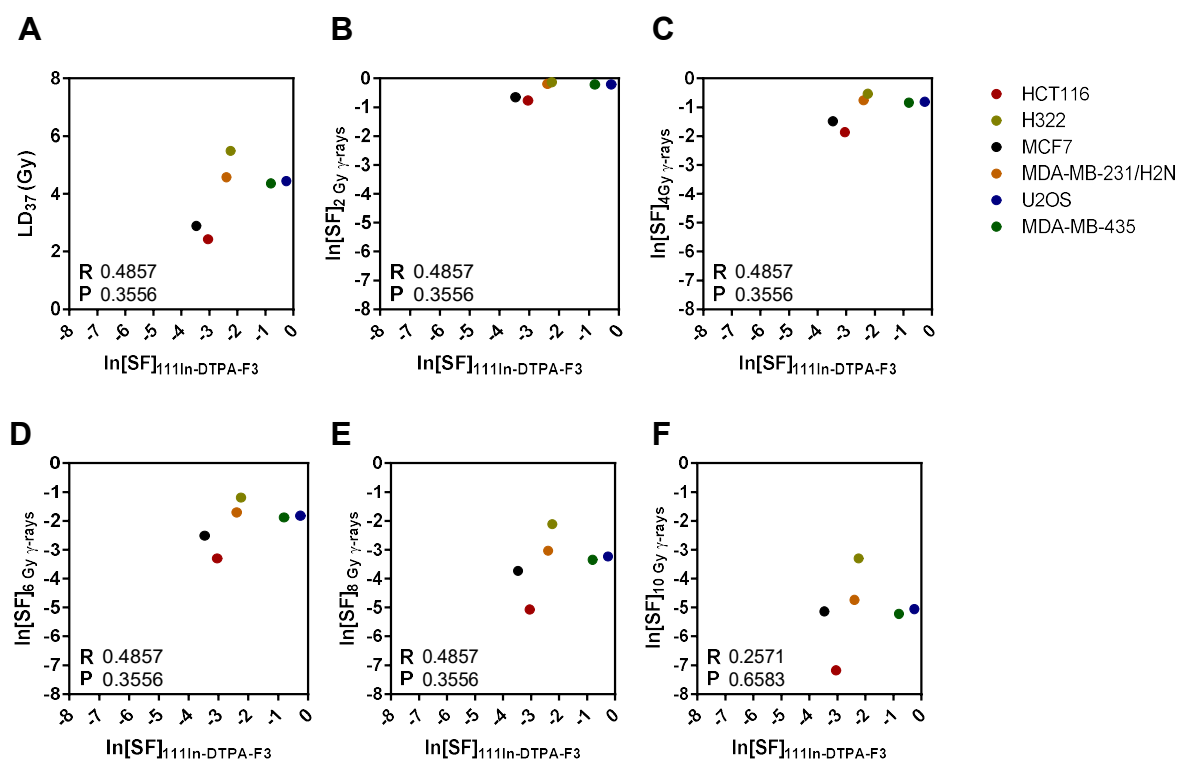 A
B
C
8
6
4
2
0
LD37 (Gy)
R 0.4857
P 0.3556
-8 -7 -6 -5 -4 -3 -2 -1 0
ln[SF]111In-DTPA-F3
0
-1
-2
-3
-4
-5
-6
-7
-8
ln[SF]2 Gy γ-rays
R 0.4857
P 0.3556
-8 -7 -6 -5 -4 -3 -2 -1 0
ln[SF]111In-DTPA-F3
0
-1
-2
-3
-4
-5
-6
-7
-8
ln[SF]4Gy γ-rays
R 0.4857
P 0.3556
-8 -7 -6 -5 -4 -3 -2 -1 0
ln[SF]111In-DTPA-F3
HCT116
H322
MCF7
MDA-MB-231/H2N
U2OS
MDA-MB-435
D
E
F
0
-1
-2
-3
-4
-5
-6
-7
-8
ln[SF]6 Gy γ-rays
R 0.4857
P 0.3556
-8 -7 -6 -5 -4 -3 -2 -1 0
ln[SF]111In-DTPA-F3
0
-1
-2
-3
-4
-5
-6
-7
-8
ln[SF]8 Gy γ-rays
R 0.4857
P 0.3556
-8 -7 -6 -5 -4 -3 -2 -1 0
ln[SF]111In-DTPA-F3
0
-1
-2
-3
-4
-5
-6
-7
-8
ln[SF]10 Gy γ-rays
R 0.2571
P 0.6583
-8 -7 -6 -5 -4 -3 -2 -1 0
ln[SF]111In-DTPA-F3